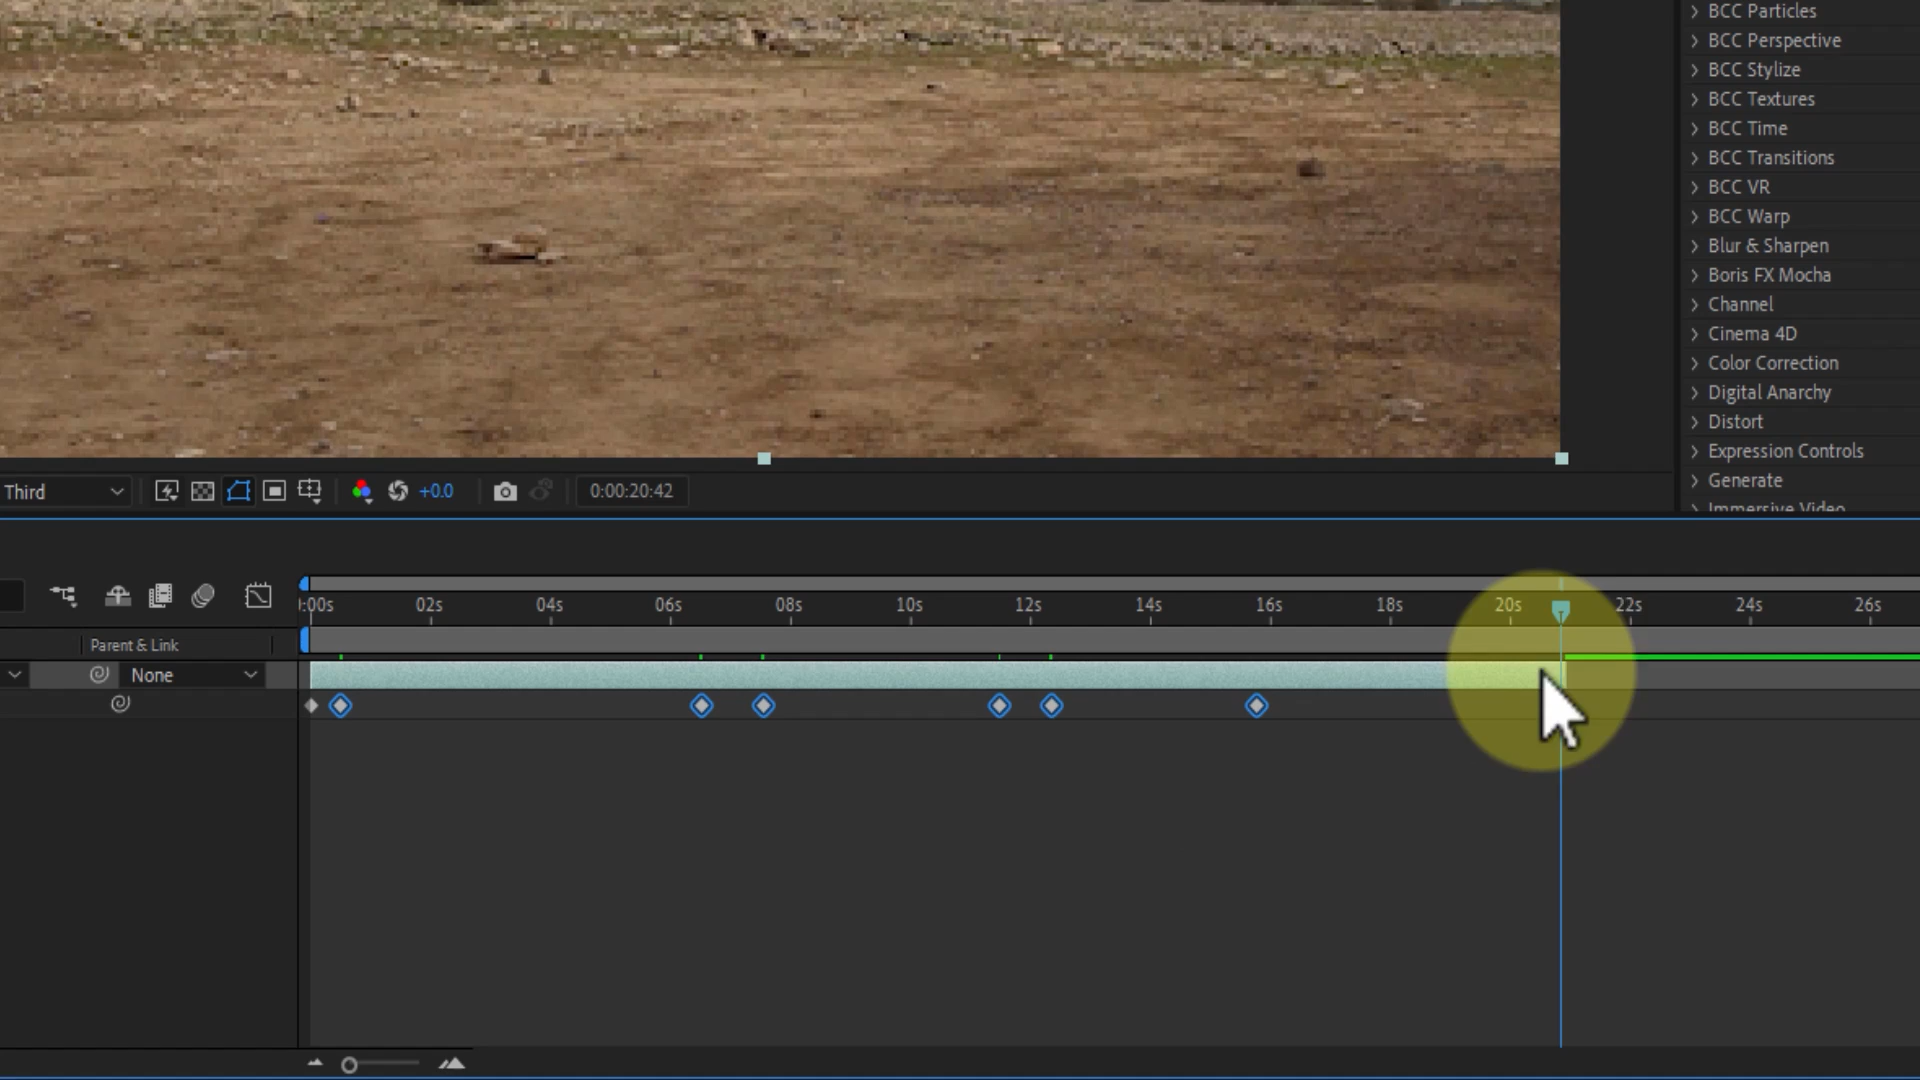 BCC Particles
BCC Perspective
BCC Stylize
BCC Textures
BCC Time
BCC Transitions
BCC VR
BCC Warp
Blur & Sharpen
Boris FX Mocha
Channel
Cinema 4D
Color Correction
Digital Anarchy
Distort
Expression Controls
Generate
Immersive Video
Third
+0.0
0:00:20:42
):00s 02s 04s 06s 08s 10s 12s 14s 16s 18s 20s 22s 24s 26s
Parent & Link
None